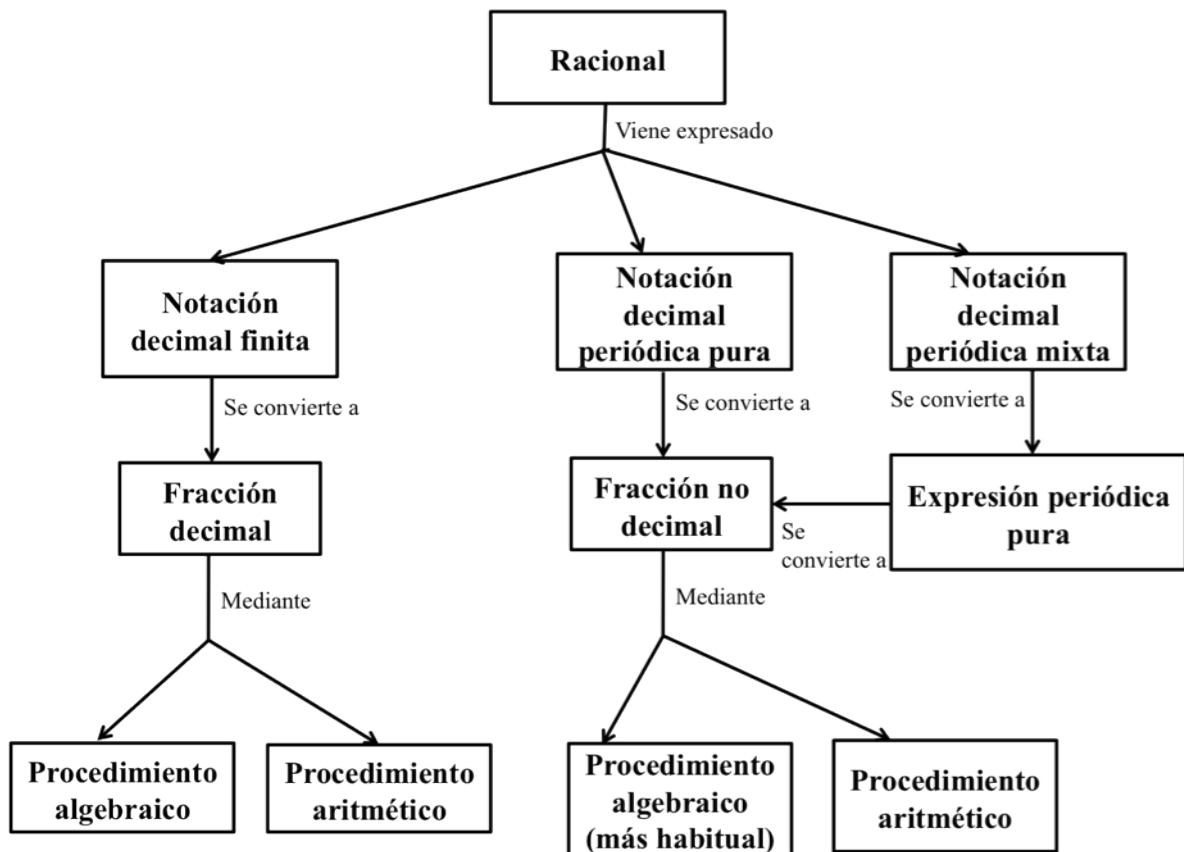 Racional
Viene expresado
Notación
decimal finita
Notación
decimal
periódica pura
Notación
decimal
periódica mixta
Se convierte a
Se convierte a
Se convierte a
Fracción
decimal
Fracción no
decimal
Expresión periódica
pura
Se
convierte a
Mediante
Mediante
Procedimiento
algebraico
Procedimiento
aritmético
Procedimiento
algebraico
(más habitual)
Procedimiento
aritmético